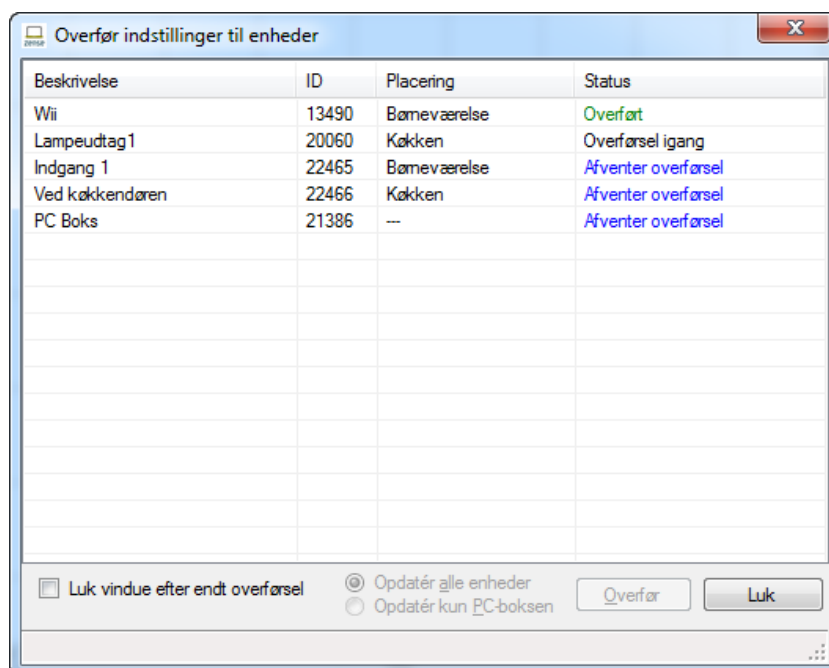 zense
Overfør indstillinger til enheder
X
Beskrivelse ID Placering Status
Wii 13490 Børneværelse Overført
Lampeudtag1 20060 Køkken Overførsel igang
Indgang 1 22465 Børneværelse Afventer overførsel
Ved køkkendøren 22466 Køkken Afventer overførsel
PC Boks 21386 --- Afventer overførsel
Luk vindue efter endt overførsel
Opdatér alle enheder
Opdatér kun PC-boksen
Overfør
Luk